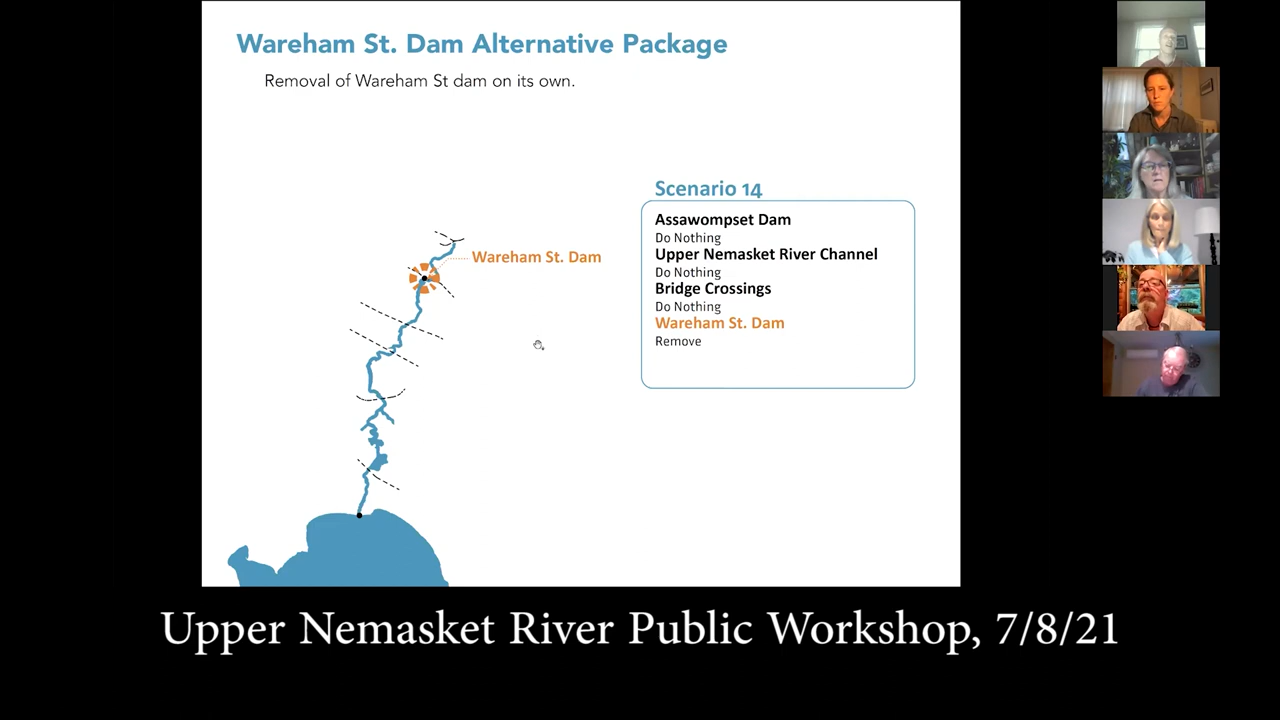 Wareham St. Dam Alternative Package
Removal of Wareham St dam on its own.
Wareham St. Dam
Scenario 14
Assawompset Dam
Do Nothing
Upper Nemasket River Channel
Do Nothing
Bridge Crossings
Do Nothing
Wareham St. Dam
Remove
Upper Nemasket River Public Workshop, 7/8/21